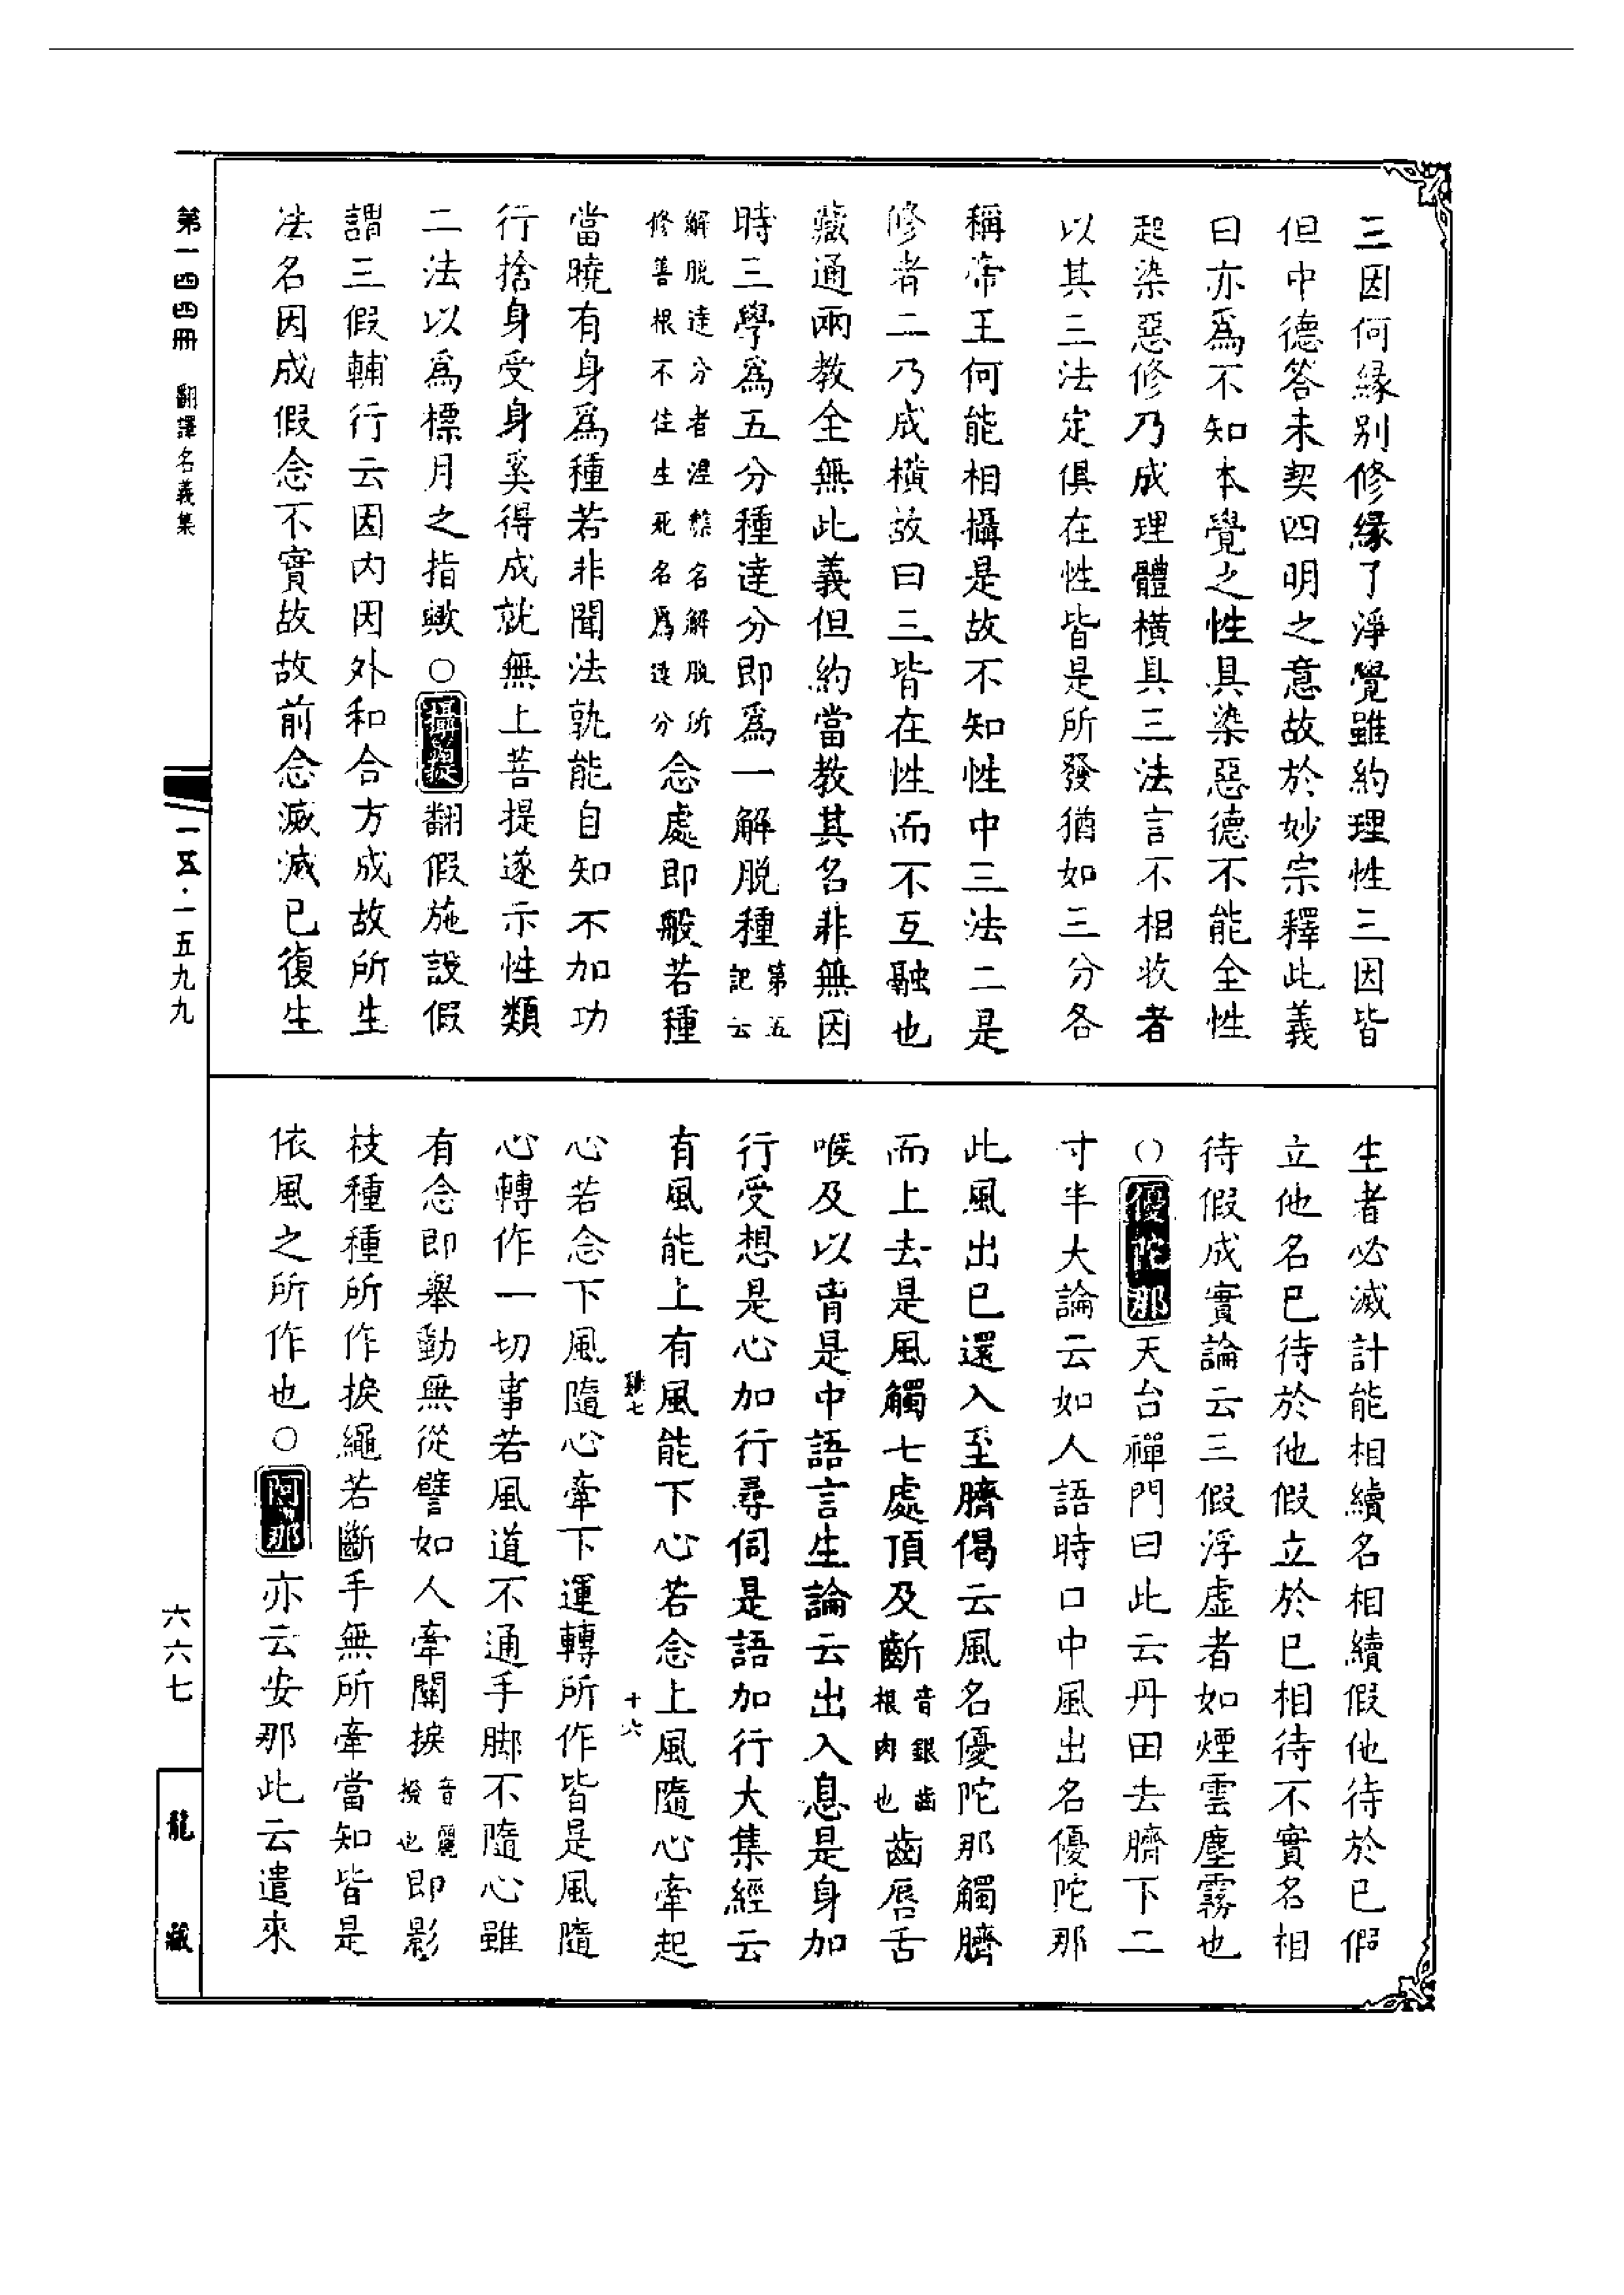 三因何緣別修緣了淨覺雖約理性三因皆
但中德答未契四明之意故於妙宗釋此義
曰亦爲不知本覺之性具染惡德不能全性
起染惡修乃成理體橫具三法言不相收者
以其三法定俱在性皆是所發猶如三分各
稱帝王何能相攝是故不知性中三法二是
修者二乃成橫故曰三皆在性而不互融也
藏通兩教全無此義但約當教其名非無因
時三學爲五分種達分即爲一解脱種第五記云
解脱達分者涅槃名解脱所修善根不住生死名爲達分念處即般若種
當曉有身爲種若非聞法孰能自知不加功
行捨身受身奚得成就無上菩提遂示性類
二法以爲標月之指歟○攝提翻假施設假
謂三假輔行云因内因外和合方成故所生
法名因成假念不實故故前念滅滅已復生
生者必滅計能相續名相續假他待於已假
立他名已待於他假立於已相待不實名相
待假成實論云三假浮虛者如煙雲塵霧也
○優陀那天台禪門曰此云丹田去臍下二
寸半大論云如人語時口中風出名優陀那
此風出已還入至臍偈云風名優陀那觸臍
而上去是風觸七處頂及齗音銀齒根肉也齒唇舌
喉及以胷是中語言生論云出入息是身加
行受想是心加行尋伺是語加行大集經云
有風能上有風能下心若念上風隨心牽起
心若念下風隨心牽下運轉所作皆是風隨
心轉作一切事若風道不通手脚不隨心雖
有念即舉動無從譬如人牽關捩音麗撥也即影
枝種種所作捩繩若斷手無所牽當知皆是
依風之所作也○阿那亦云安那此云遣來
十六
第一四四冊 翻譯名義集
一五·一五九九
六六七
龍藏